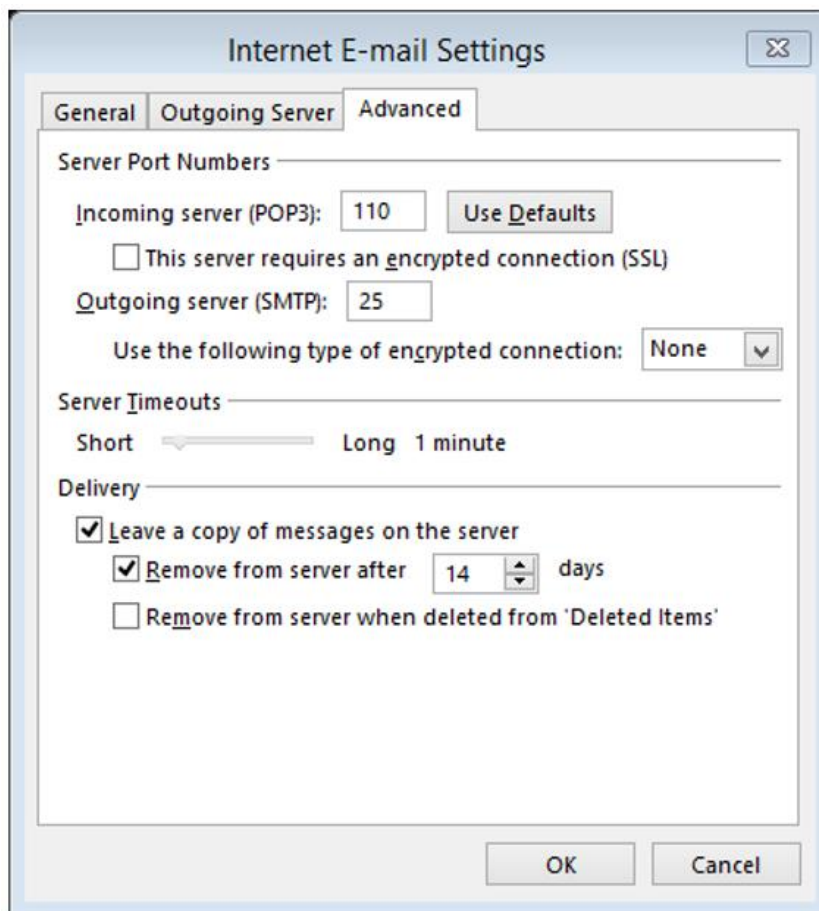 Internet E-mail Settings
General Outgoing Server Advanced
Server Port Numbers
Incoming server (POP3): 110 Use Defaults
This server requires an encrypted connection (SSL)
Outgoing server (SMTP): 25
Use the following type of encrypted connection: None
Server Timeouts
Short Long 1 minute
Delivery
Leave a copy of messages on the server
Remove from server after 14 days
Remove from server when deleted from 'Deleted Items'
OK Cancel